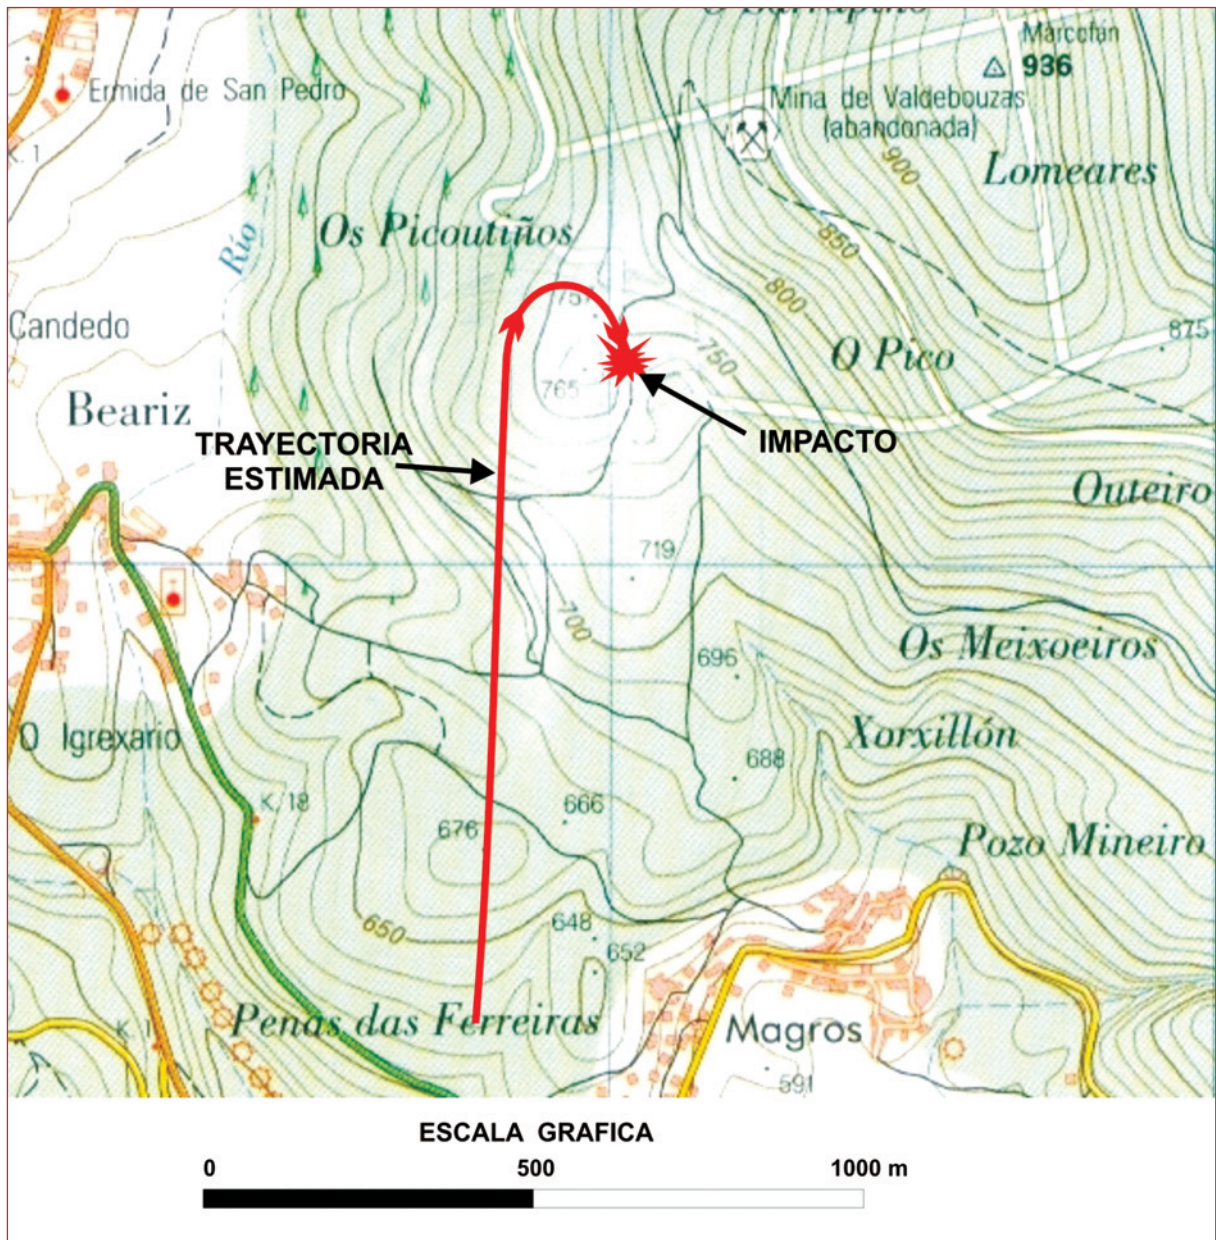 Marcofán
936
Ermida de San Pedro
Mina de Valdebouzas
(abandonada)
K. 1
900
Lomeares
Os Picoutiños
Río
850
800
757
Candedo
750
875
O Pico
765
Beariz
TRAYECTORIA
ESTIMADA
IMPACTO
Outeiro
719
700
696
Os Meixoeiros
O Igrexario
Xorxillón
688
K. 18
666
676
Pozo Mineiro
650
648
652
K. 1
Penas das Ferreiras
Magros
591
ESCALA GRAFICA
0 500 1000 m